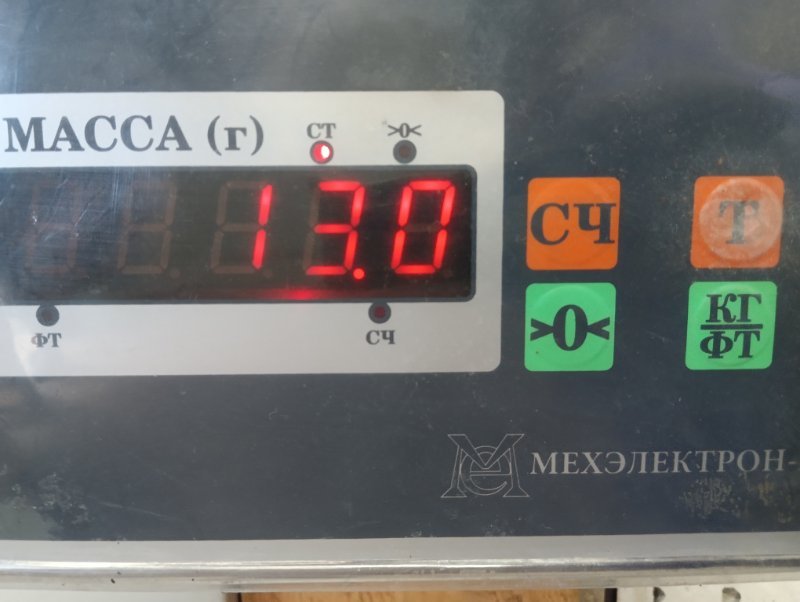 МАССА (г)
СТ
>0<
13.0
ФТ
СЧ
СЧ
Т
>0<
КГ
ФТ
МЕХЭЛЕКТРОН-